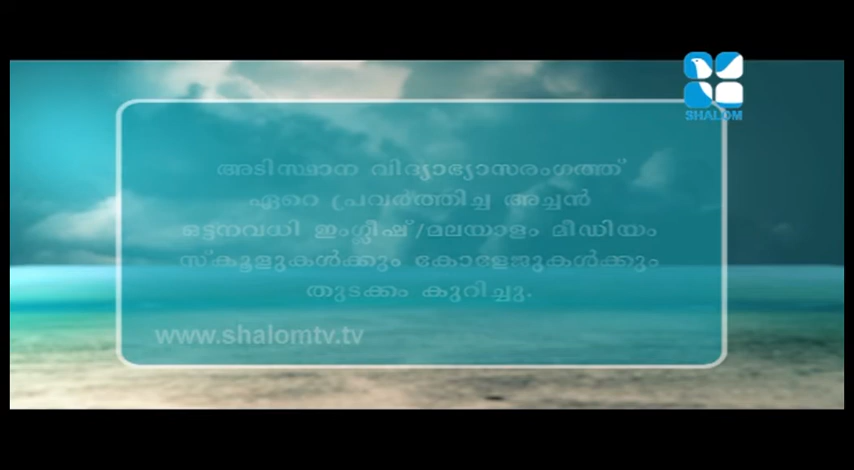 SHALOM
അടിസ്ഥാന വിദ്യാഭ്യാസരംഗത്ത്
ഏറെ പ്രവർത്തിച്ച അച്ചൻ
ഒട്ടനവധി ഇംഗ്ലീഷ്/മലയാളം മീഡിയം
സ്കൂളുകൾക്കും കോളേജുകൾക്കും
തുടക്കം കുറിച്ചു.
www.shalomtv.tv